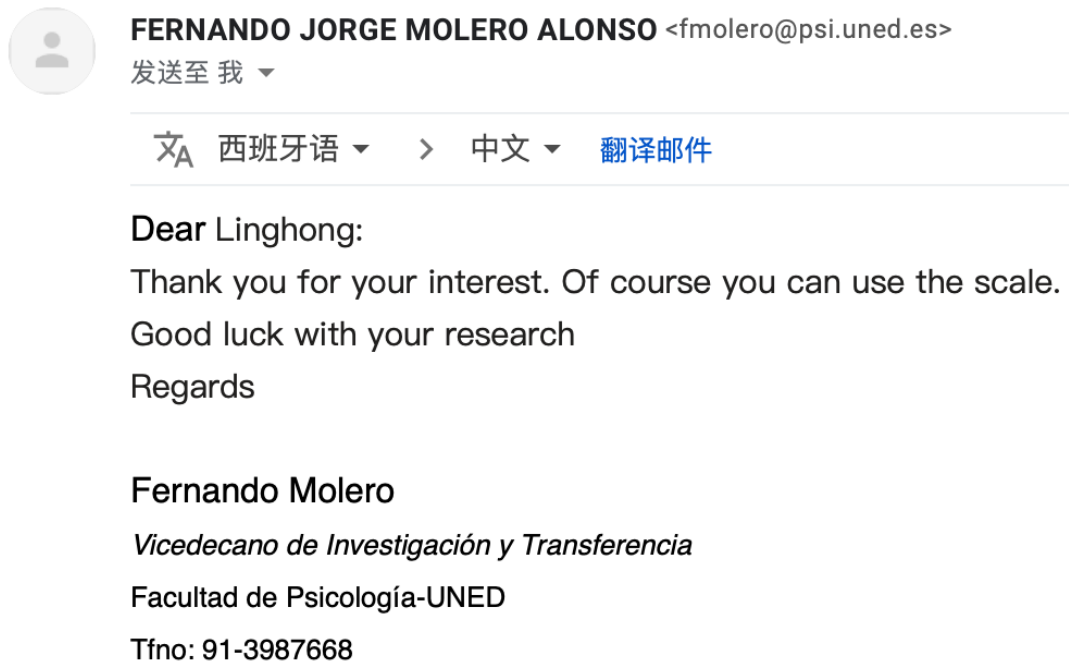 FERNANDO JORGE MOLERO ALONSO <fmolero@psi.uned.es>
发送至 我
西班牙语 > 中文 翻译邮件
Dear Linghong:
Thank you for your interest. Of course you can use the scale.
Good luck with your research
Regards
Fernando Molero
Vicedecano de Investigación y Transferencia
Facultad de Psicología-UNED
Tfno: 91-3987668